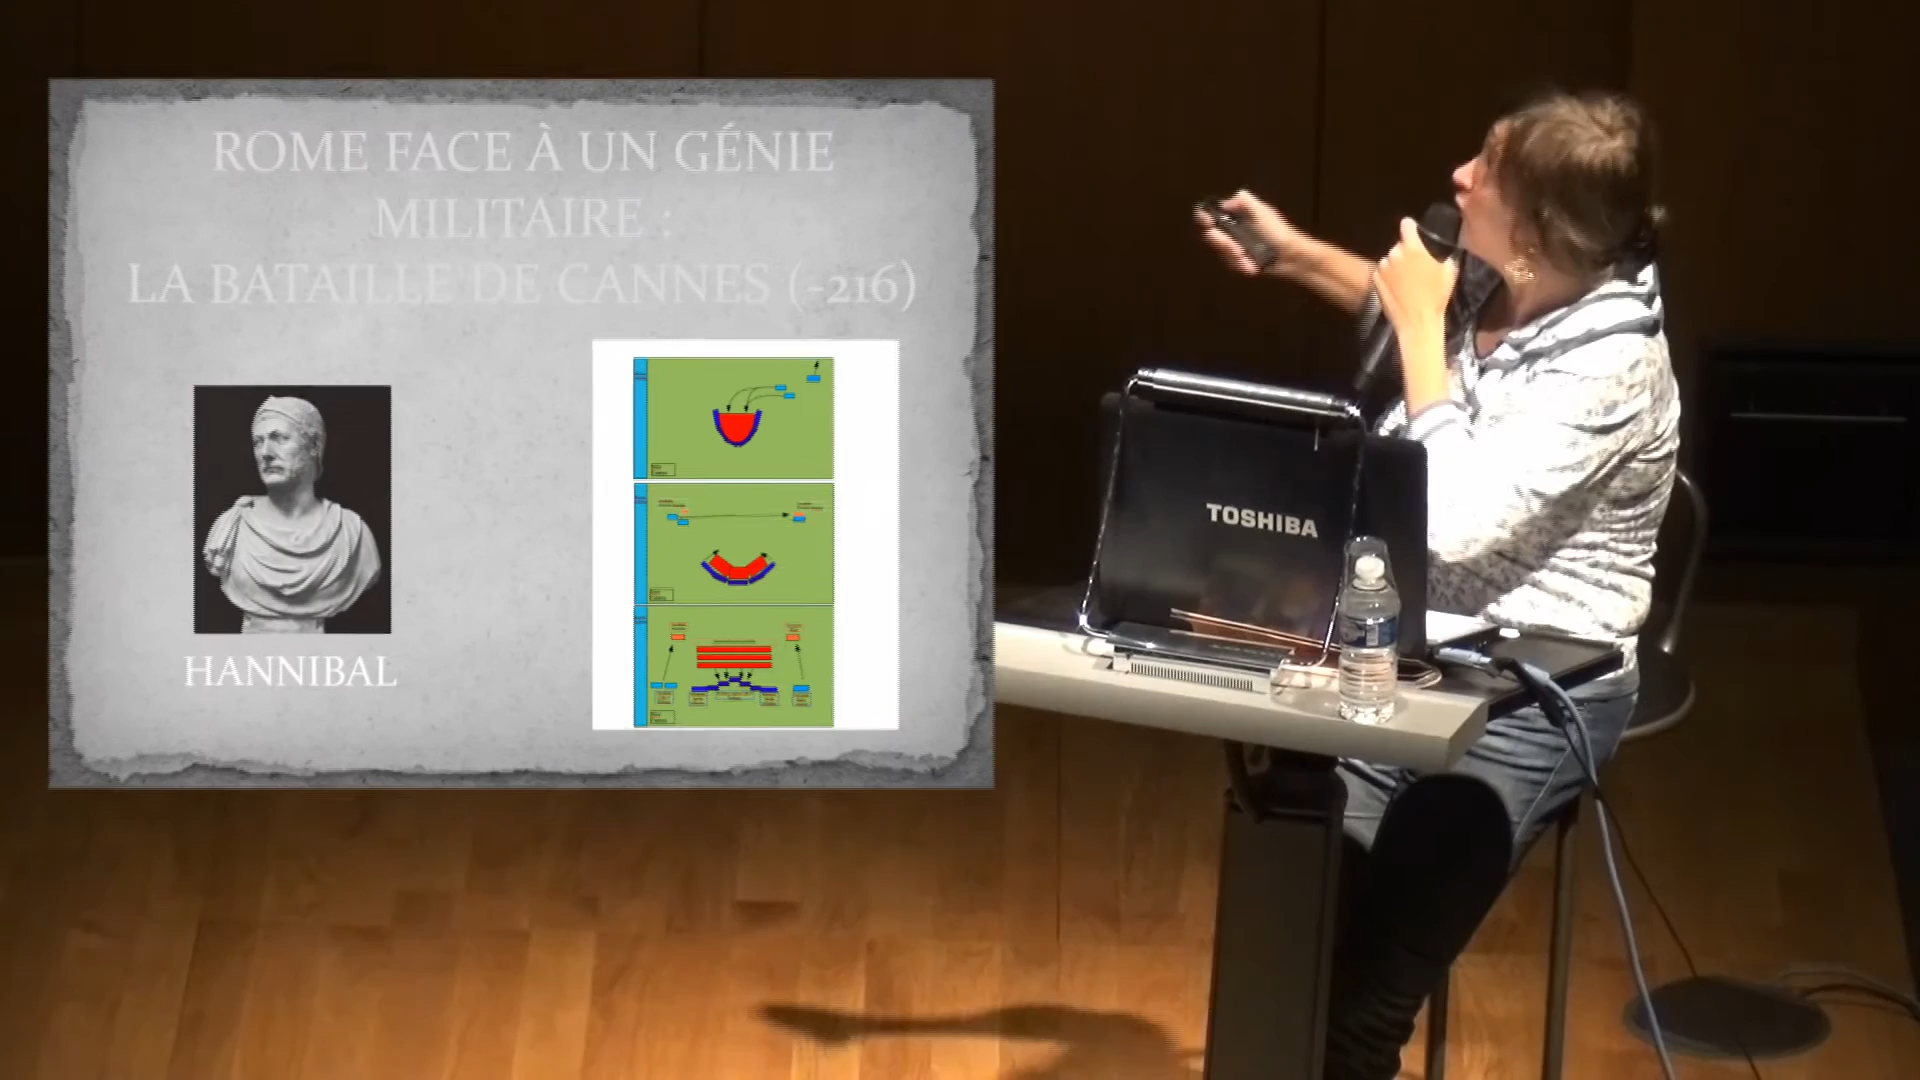 ROME FACE À UN GÉNIE
MILITAIRE :
LA BATAILLE DE CANNES (-216)
HANNIBAL
TOSHIBA